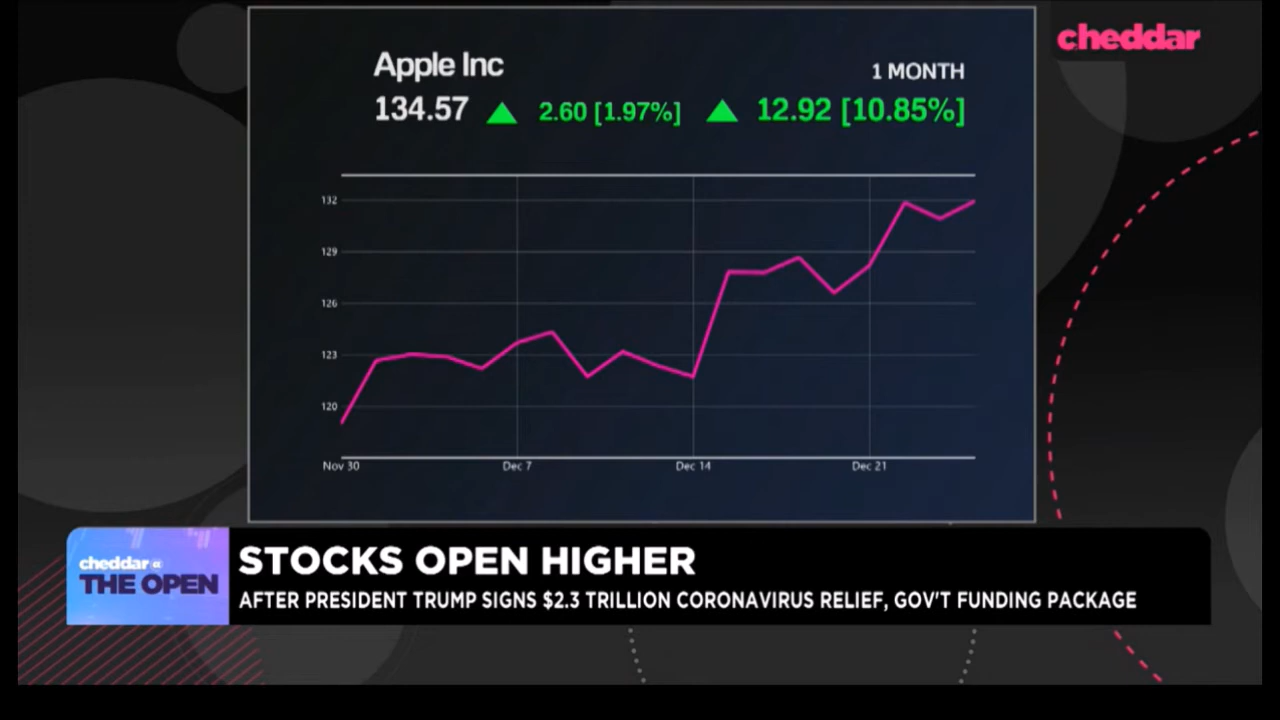 cheddar
Apple Inc
1 MONTH
134.57 ▲ 2.60 [1.97%] ▲ 12.92 [10.85%]
132
129
126
123
120
Nov 30 Dec 7 Dec 14 Dec 21
cheddar
THE OPEN
STOCKS OPEN HIGHER
AFTER PRESIDENT TRUMP SIGNS $2.3 TRILLION CORONAVIRUS RELIEF, GOV'T FUNDING PACKAGE